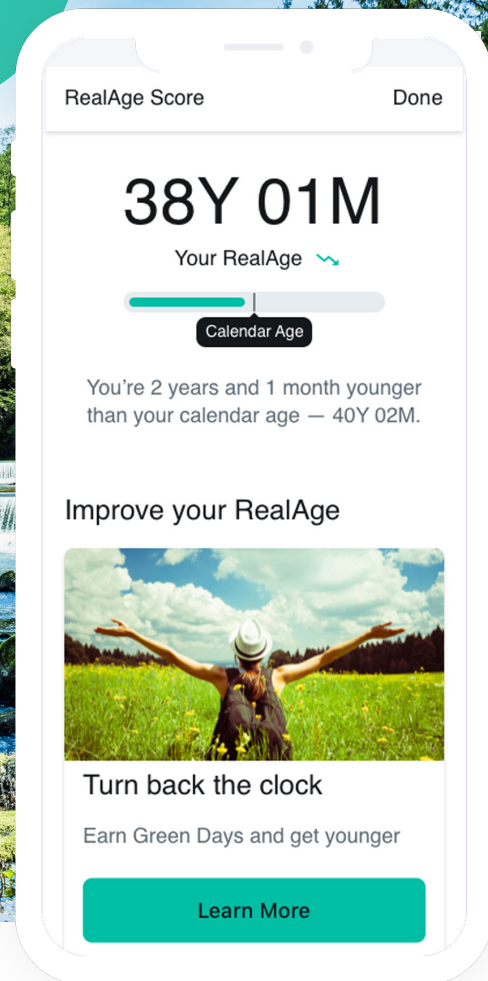 RealAge Score
Done
38Y 01M
Your RealAge
Calendar Age
You’re 2 years and 1 month younger
than your calendar age — 40Y 02M.
Improve your RealAge
Turn back the clock
Earn Green Days and get younger
Learn More